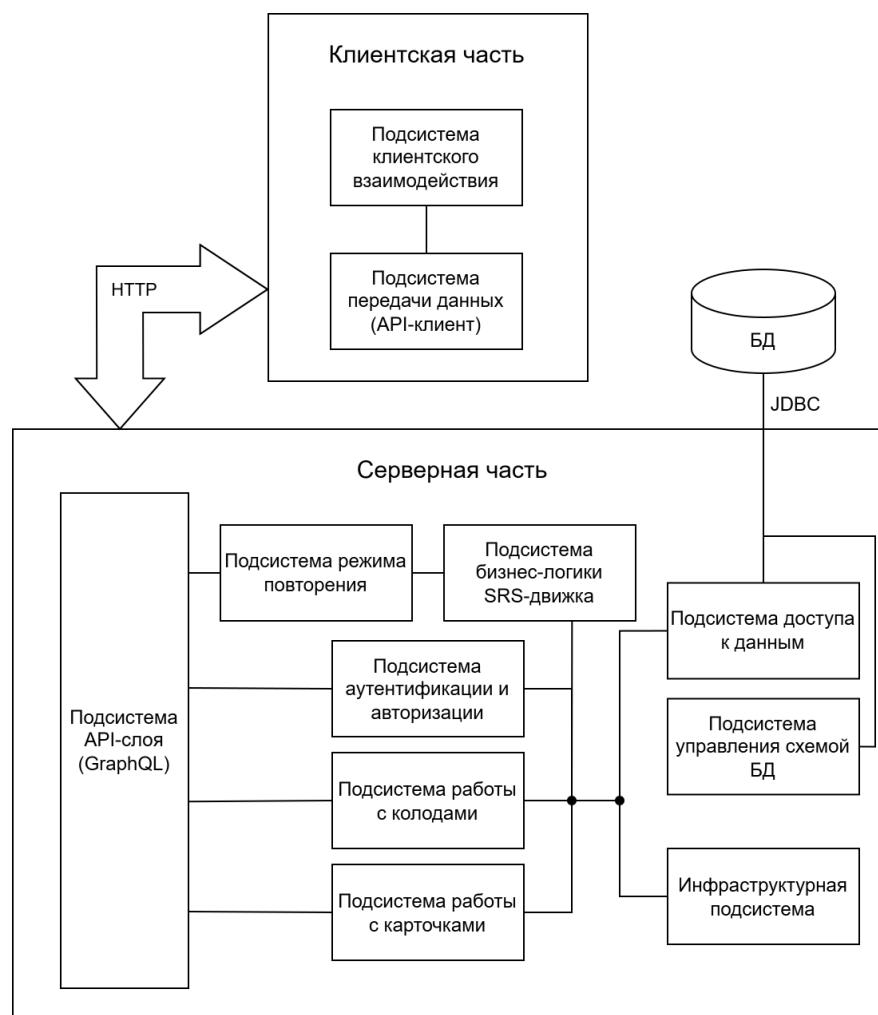 Клиентская часть
Подсистема
клиентского
взаимодействия
Подсистема
передачи данных
(API-клиент)
HTTP
БД
JDBC
Серверная часть
Подсистема
API-слоя
(GraphQL)
Подсистема режима
повторения
Подсистема
бизнес-логики
SRS-движка
Подсистема
аутентификации и
авторизации
Подсистема работы
с колодами
Подсистема работы
с карточками
Подсистема доступа
к данным
Подсистема
управления схемой
БД
Инфраструктурная
подсистема